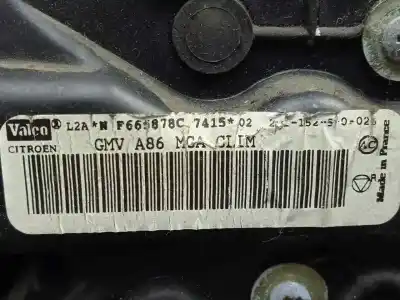 Valeo L2A*N F665878C 7415*02
CITROEN GMV A86 MCA CLIM
Made in France